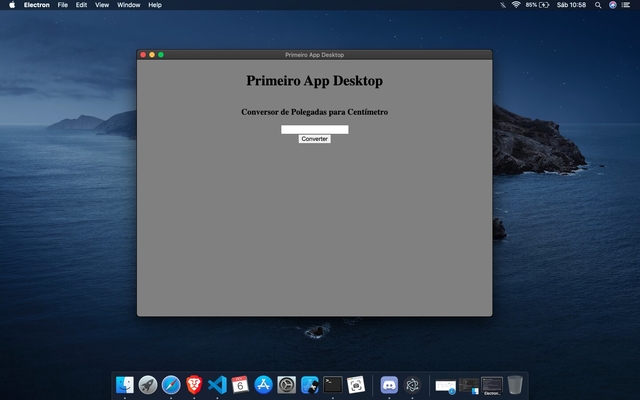 Electron File Edit View Window Help 85% Sáb 10:58
Primeiro App Desktop
Primeiro App Desktop
Conversor de Polegadas para Centímetro
Converter
6
Electron...